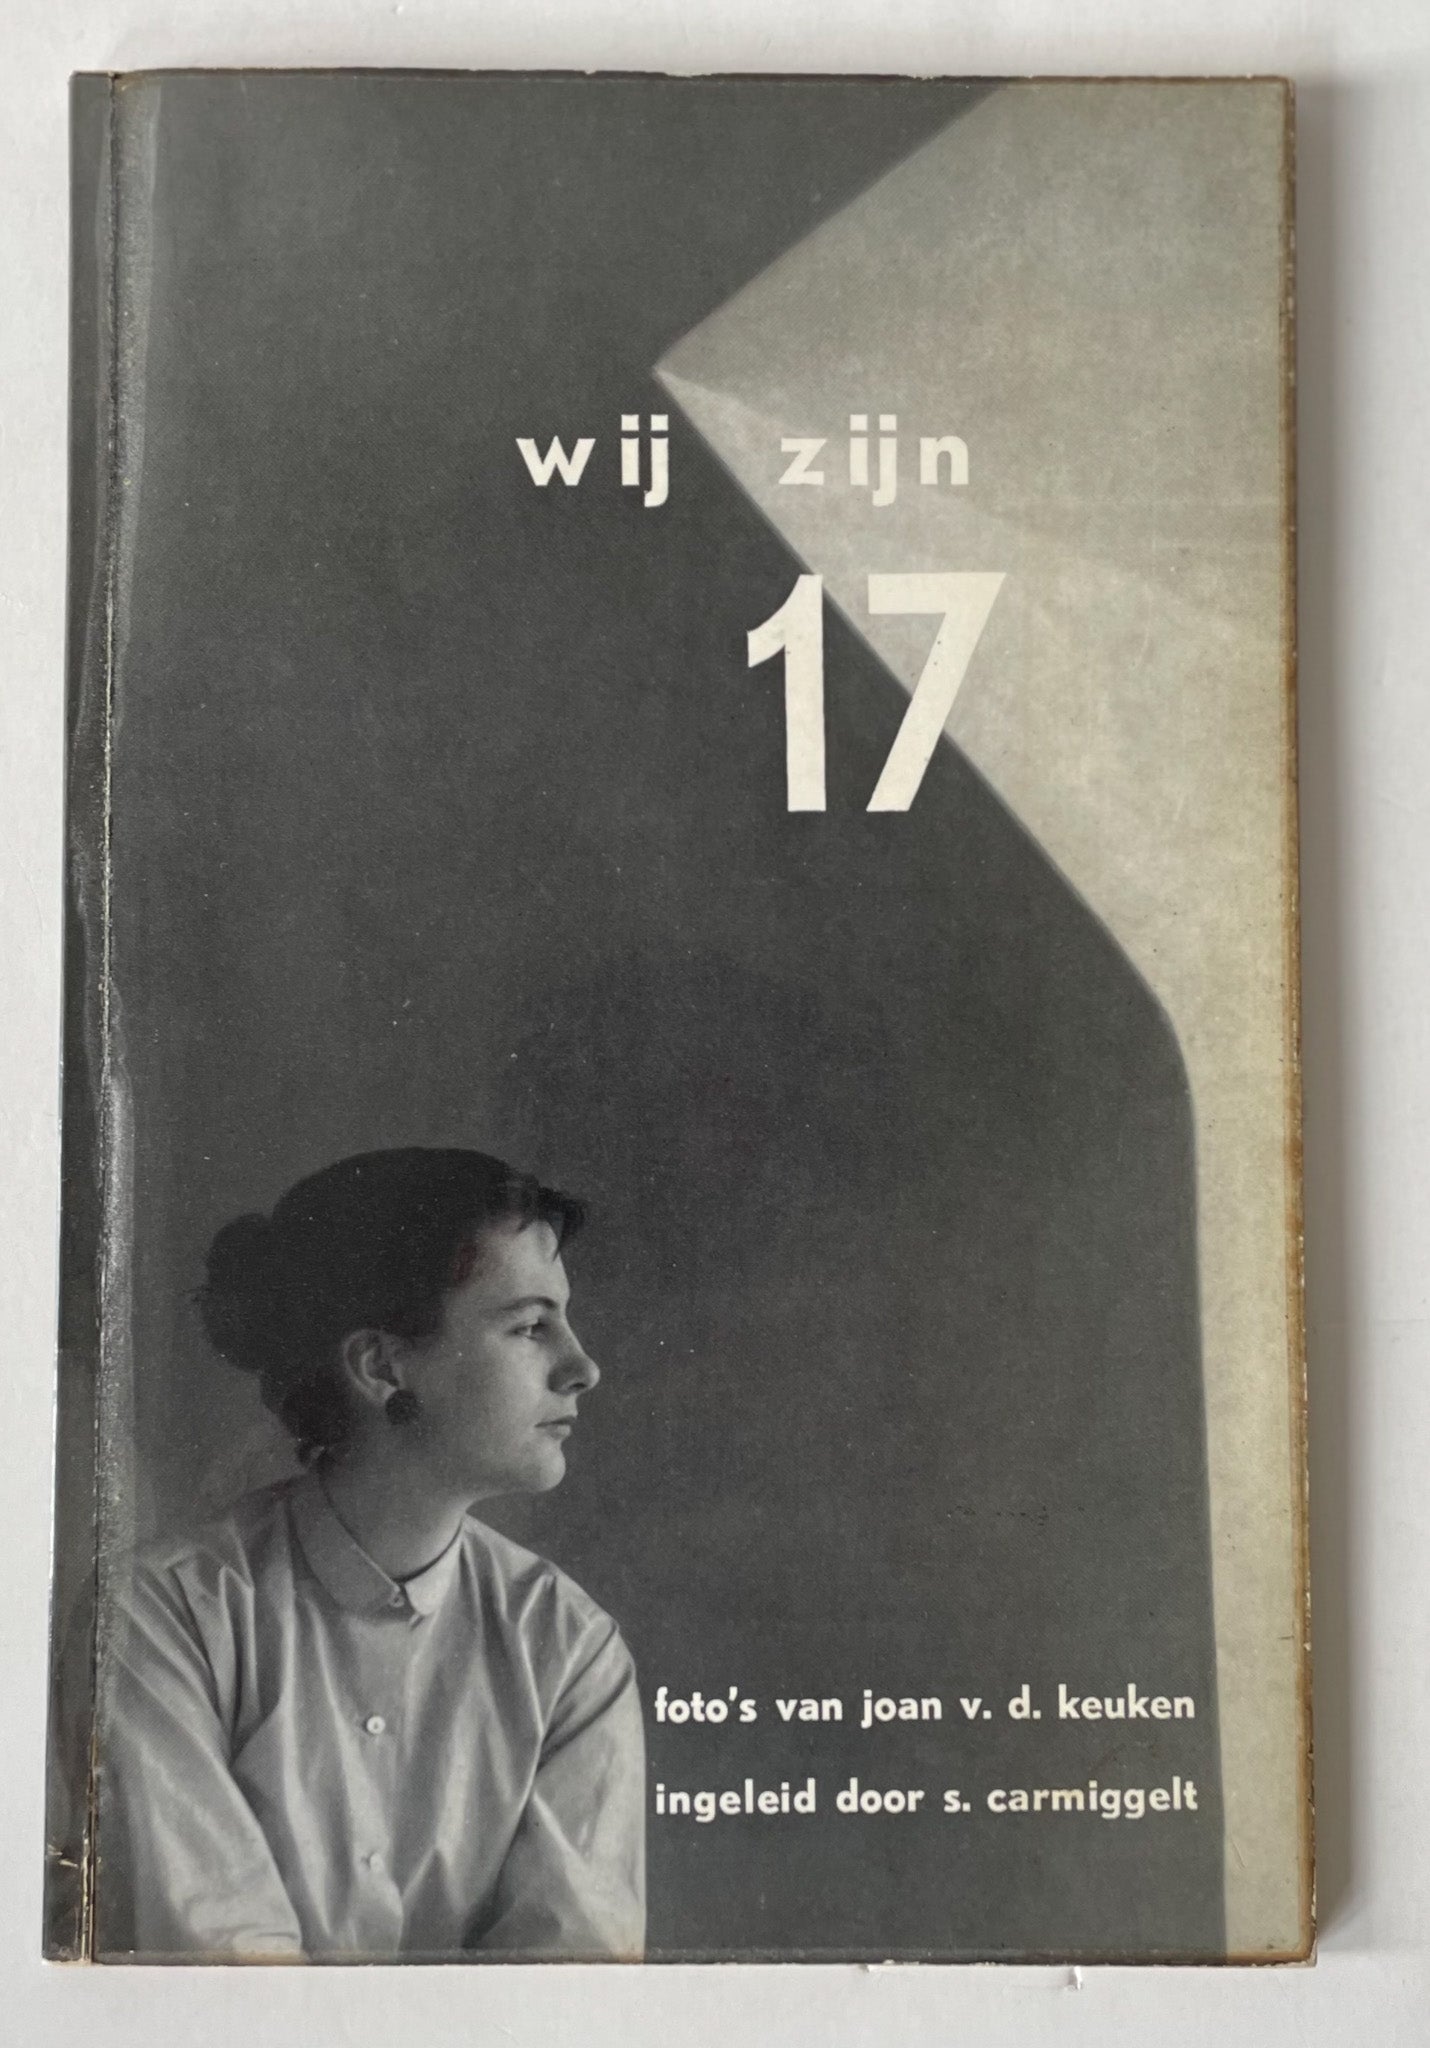 wij zijn
17
foto's van joan v. d. keuken
ingeleid door s. carmiggelt